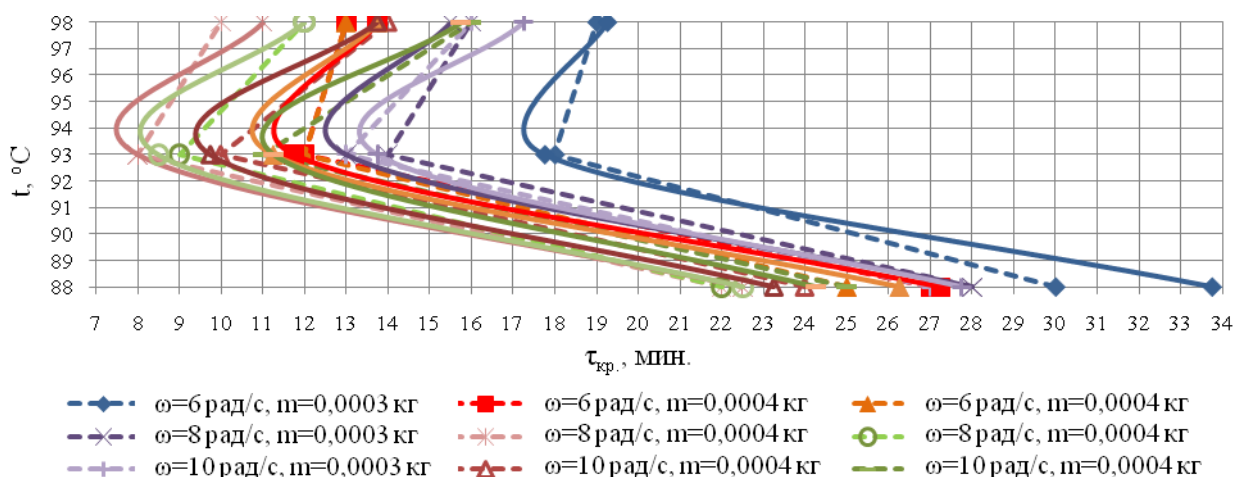 98
97
96
95
94
93
92
91
90
89
88
t, °C
7 8 9 10 11 12 13 14 15 16 17 18 19 20 21 22 23 24 25 26 27 28 29 30 31 32 33 34
τкр., мин.
ω=6 рад/с, m=0,0003 кг ω=6 рад/с, m=0,0004 кг ω=6 рад/с, m=0,0004 кг
ω=8 рад/с, m=0,0003 кг ω=8 рад/с, m=0,0004 кг ω=8 рад/с, m=0,0004 кг
ω=10 рад/с, m=0,0003 кг ω=10 рад/с, m=0,0004 кг ω=10 рад/с, m=0,0004 кг